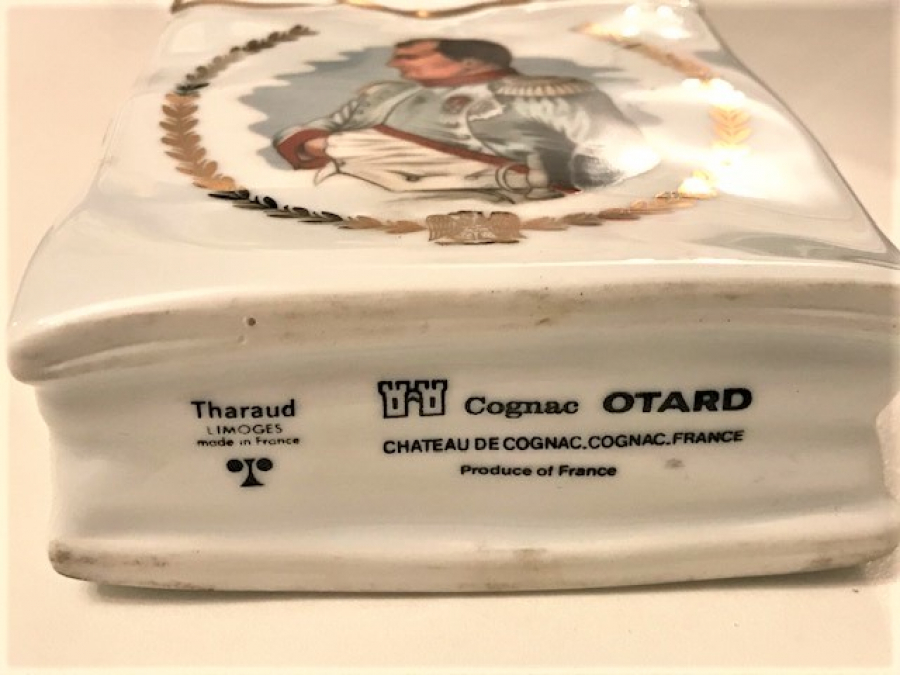 Tharaud
LIMOGES
made in France
Cognac OTARD
CHATEAU DE COGNAC.COGNAC.FRANCE
Produce of France